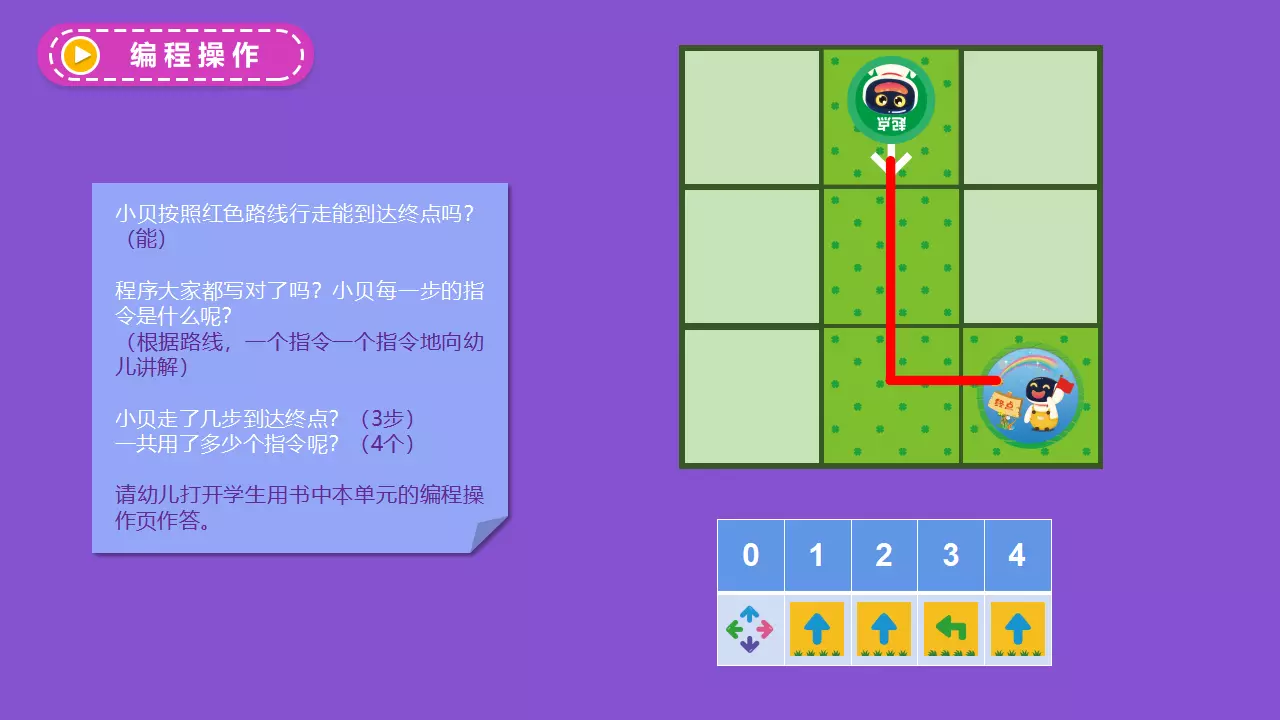 编程操作
小贝按照红色路线行走能到达终点吗？
（能）
程序大家都写对了吗？小贝每一步的指
令是什么呢？
（根据路线，一个指令一个指令地向幼
儿讲解）
小贝走了几步到达终点？（3步）
一共用了多少个指令呢？（4个）
请幼儿打开学生用书中本单元的编程操
作页作答。
起点
终点
0 1 2 3 4